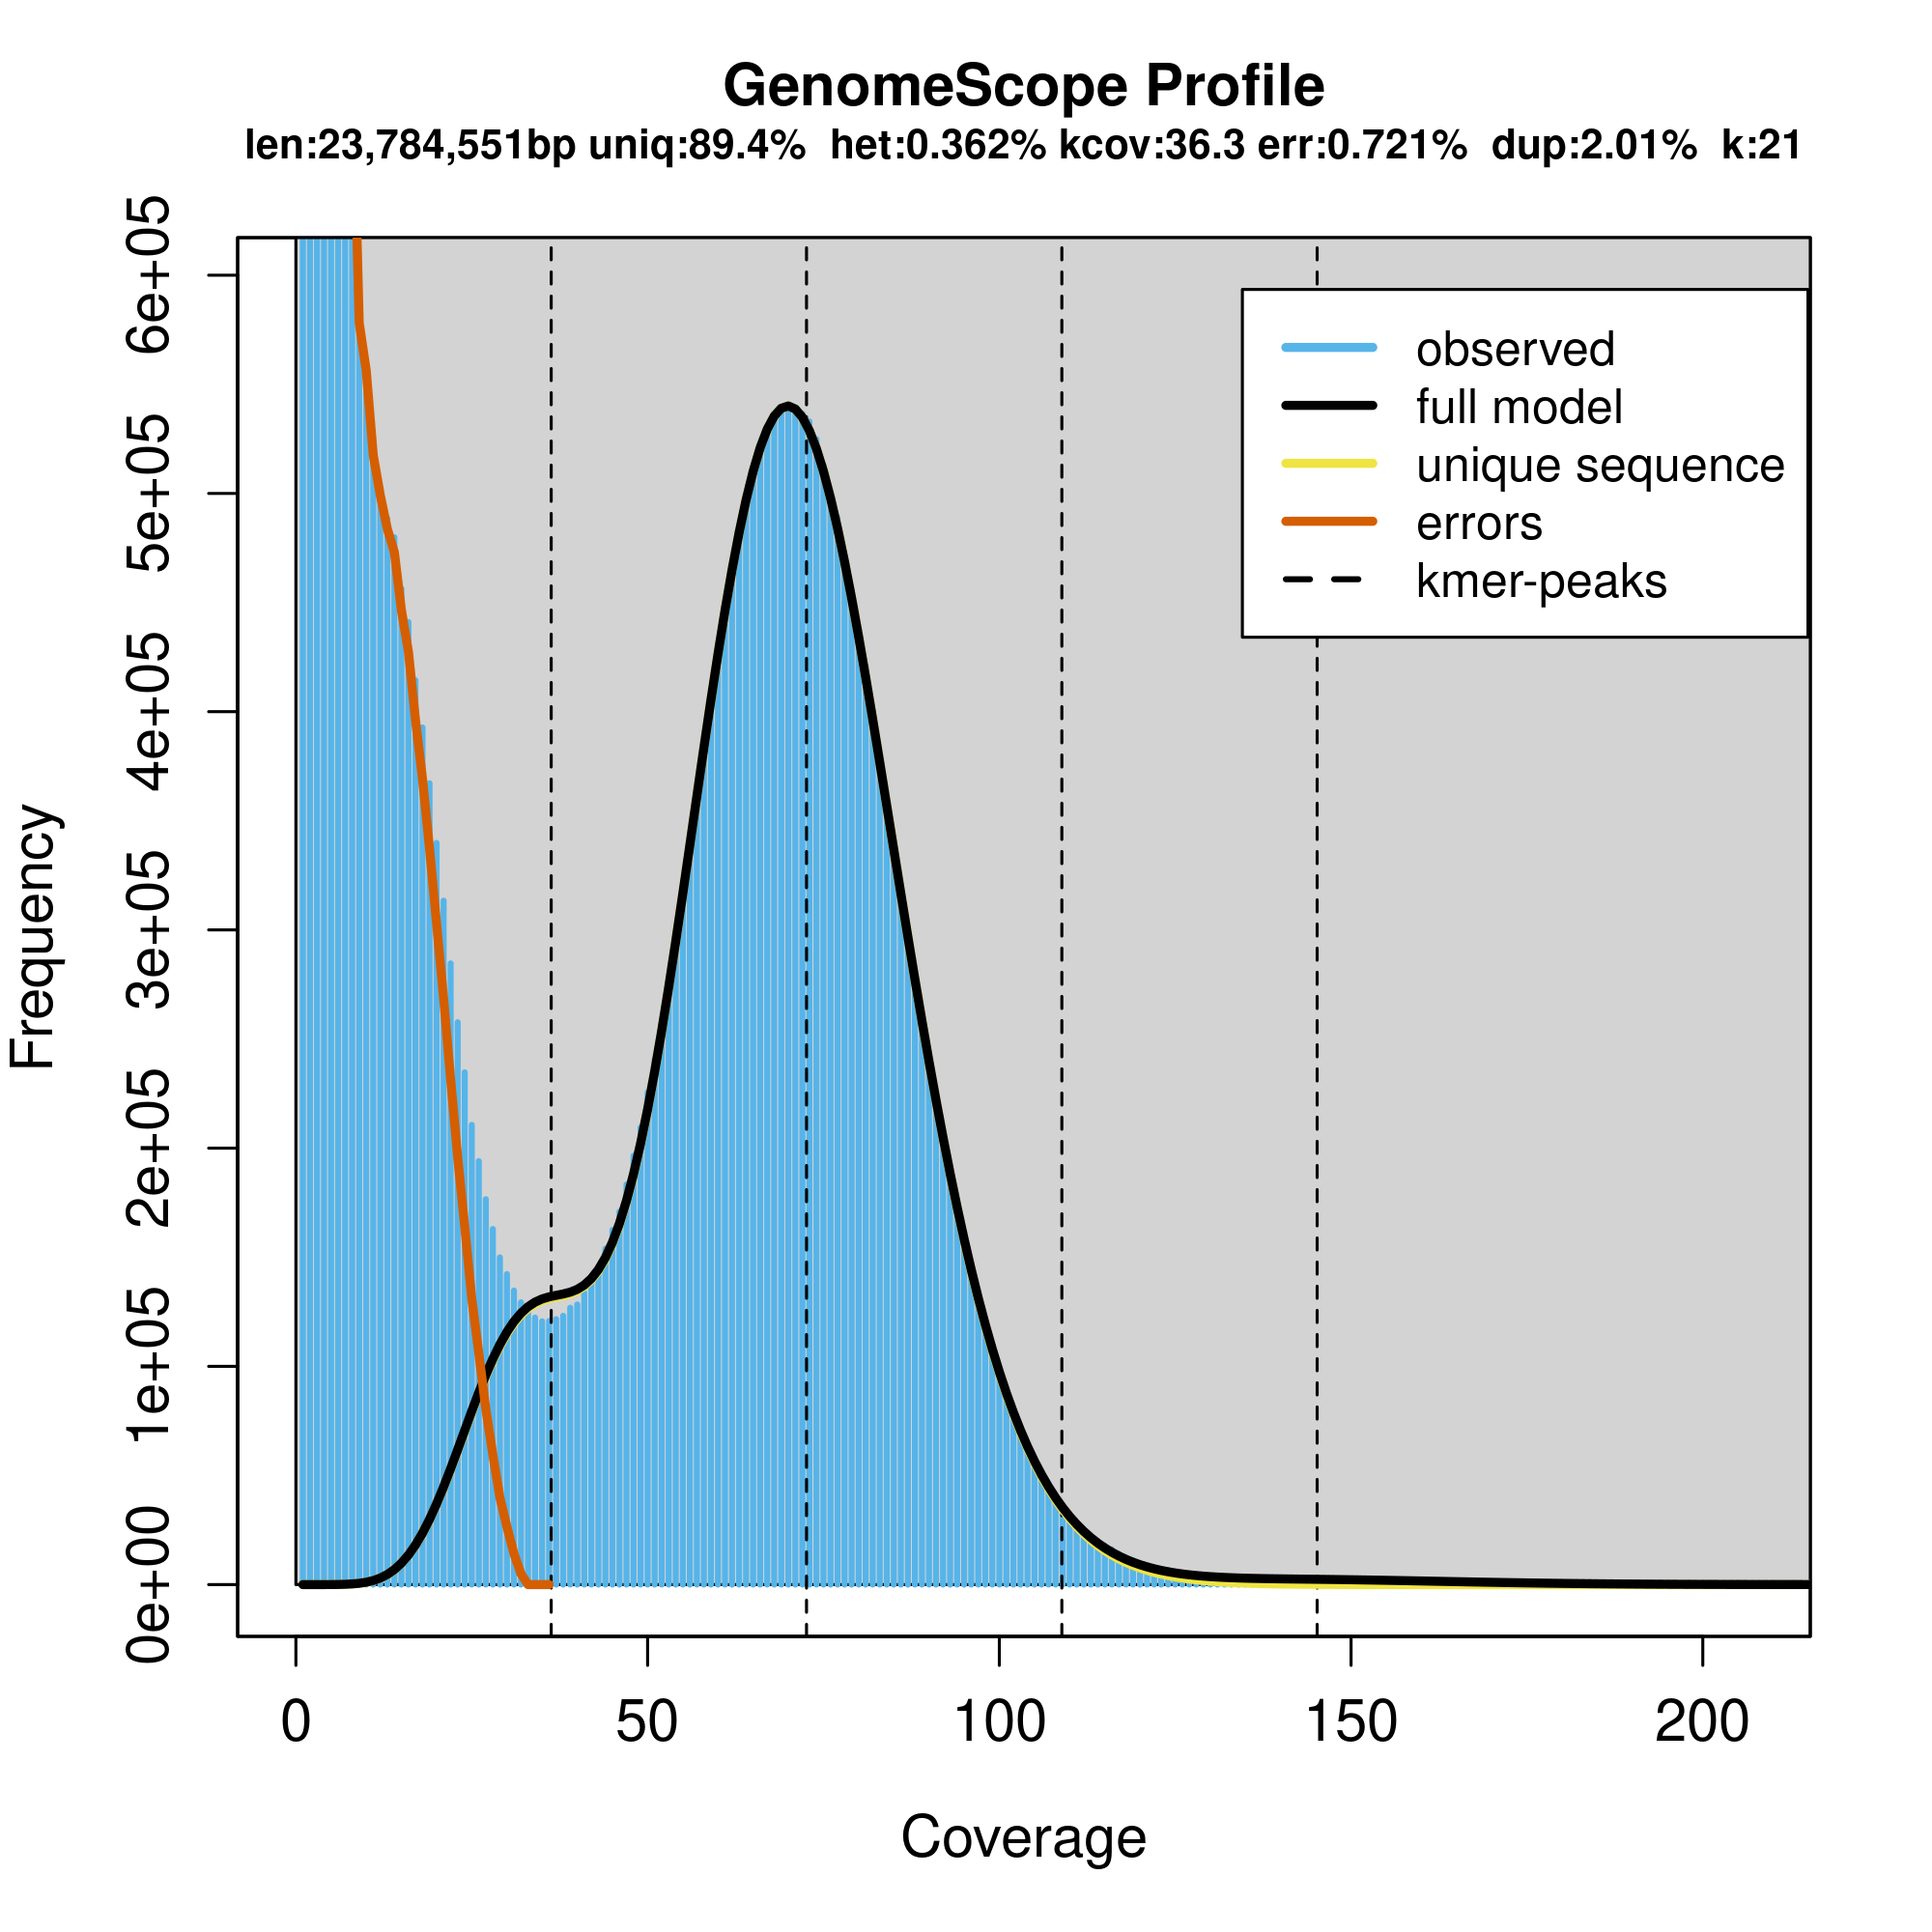 GenomeScope Profile
len:23,784,551bp uniq:89.4%  het:0.362% kcov:36.3 err:0.721%  dup:2.01%  k:21
observed
full model
unique sequence
errors
kmer-peaks
Frequency
6e+05
5e+05
4e+05
3e+05
2e+05
1e+05
0e+00
0
50
100
150
200
Coverage